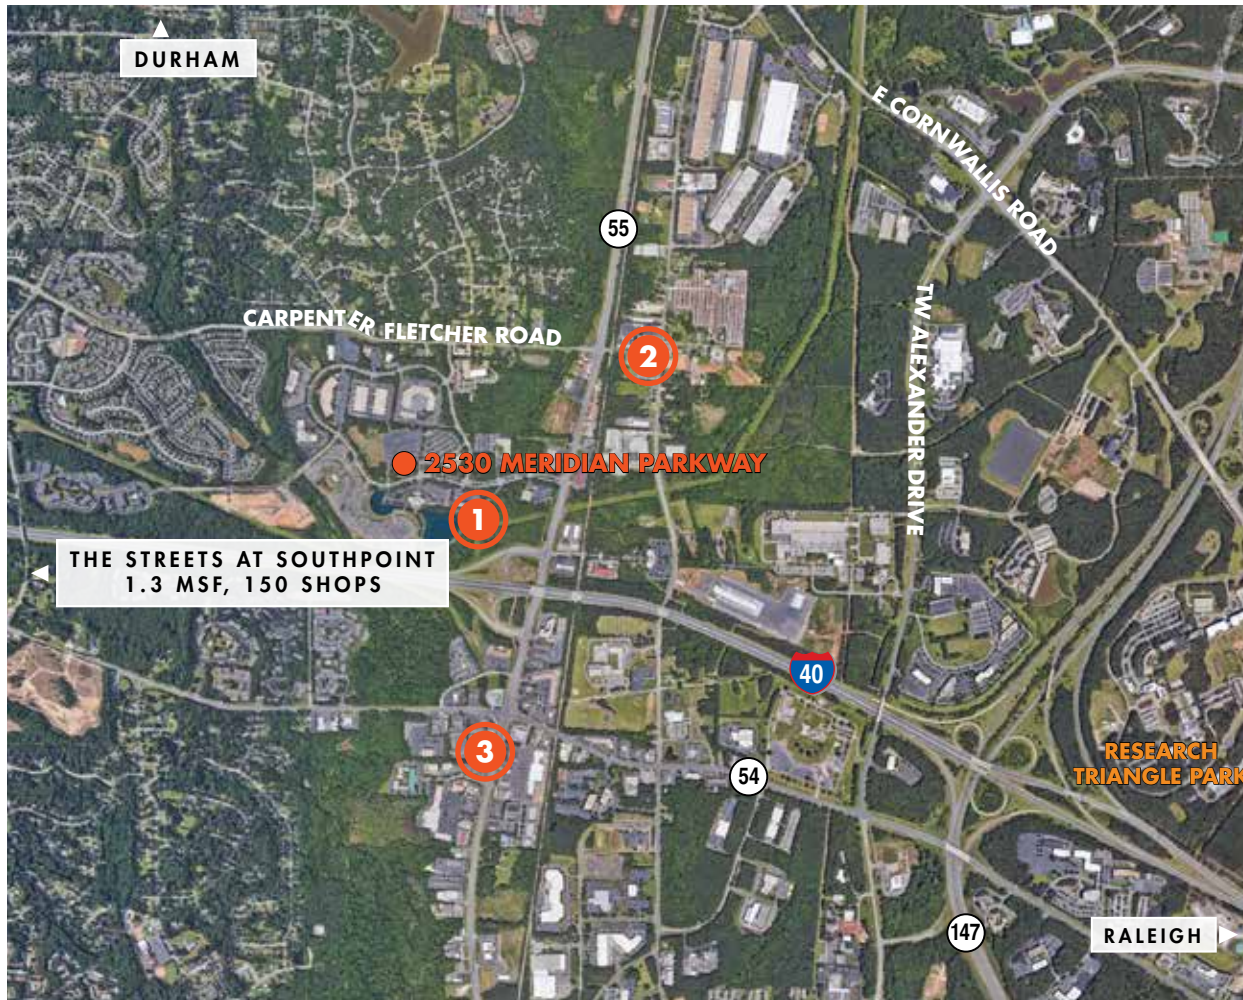 DURHAM
E CORNWALLIS ROAD
55
TW ALEXANDER DRIVE
CARPENTER FLETCHER ROAD
2
2530 MERIDIAN PARKWAY
1
THE STREETS AT SOUTHPOINT
1.3 MSF, 150 SHOPS
40
3
54
RESEARCH
TRIANGLE PARK
147
RALEIGH